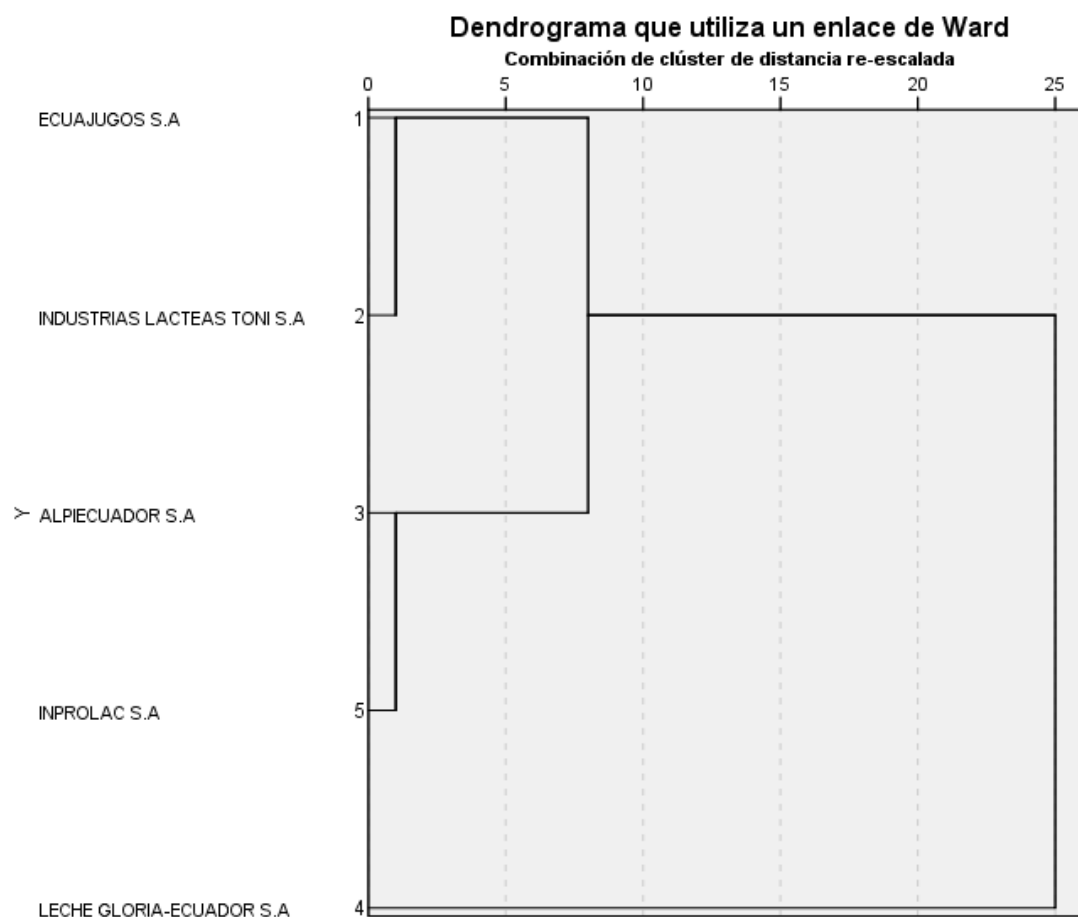 Dendrograma que utiliza un enlace de Ward
Combinación de clúster de distancia re-escalada
0 5 10 15 20 25
ECUAJUGOS S.A 1
INDUSTRIAS LACTEAS TONI S.A 2
Y ALPIECUADOR S.A 3
INPROLAC S.A 5
LECHE GLORIA-ECUADOR S.A 4